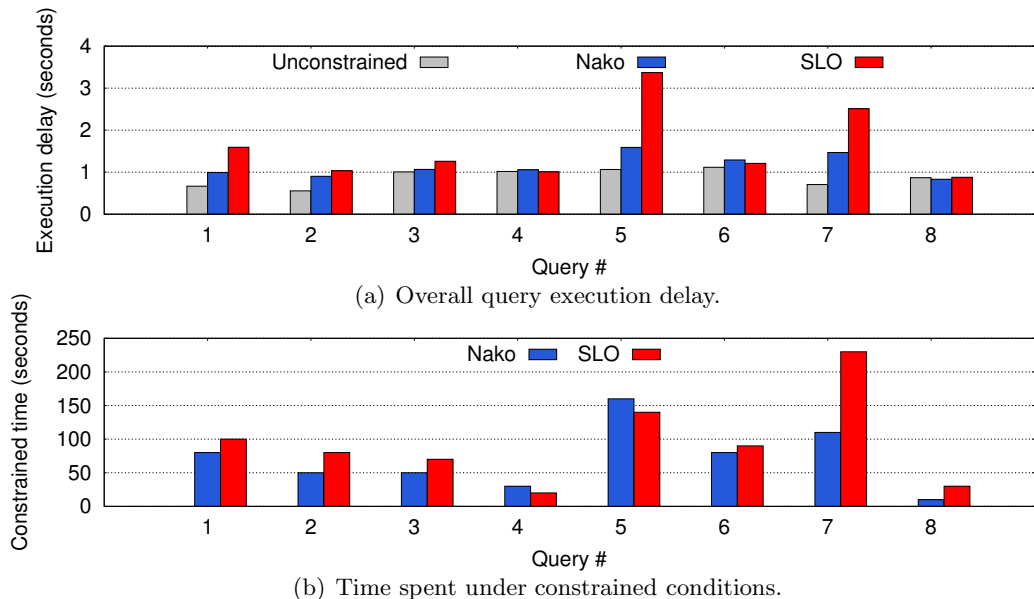 Execution delay (seconds)
4
3
2
1
0
Unconstrained Nako SLO
1 2 3 4 5 6 7 8
Query #
(a) Overall query execution delay.
Constrained time (seconds)
250
200
150
100
50
0
Nako SLO
1 2 3 4 5 6 7 8
Query #
(b) Time spent under constrained conditions.